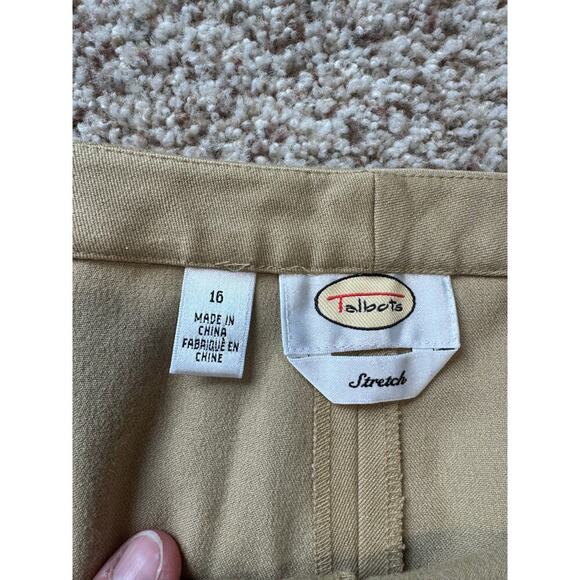 16
MADE IN
CHINA
FABRIQUÉ EN
CHINE
Talbots
Stretch